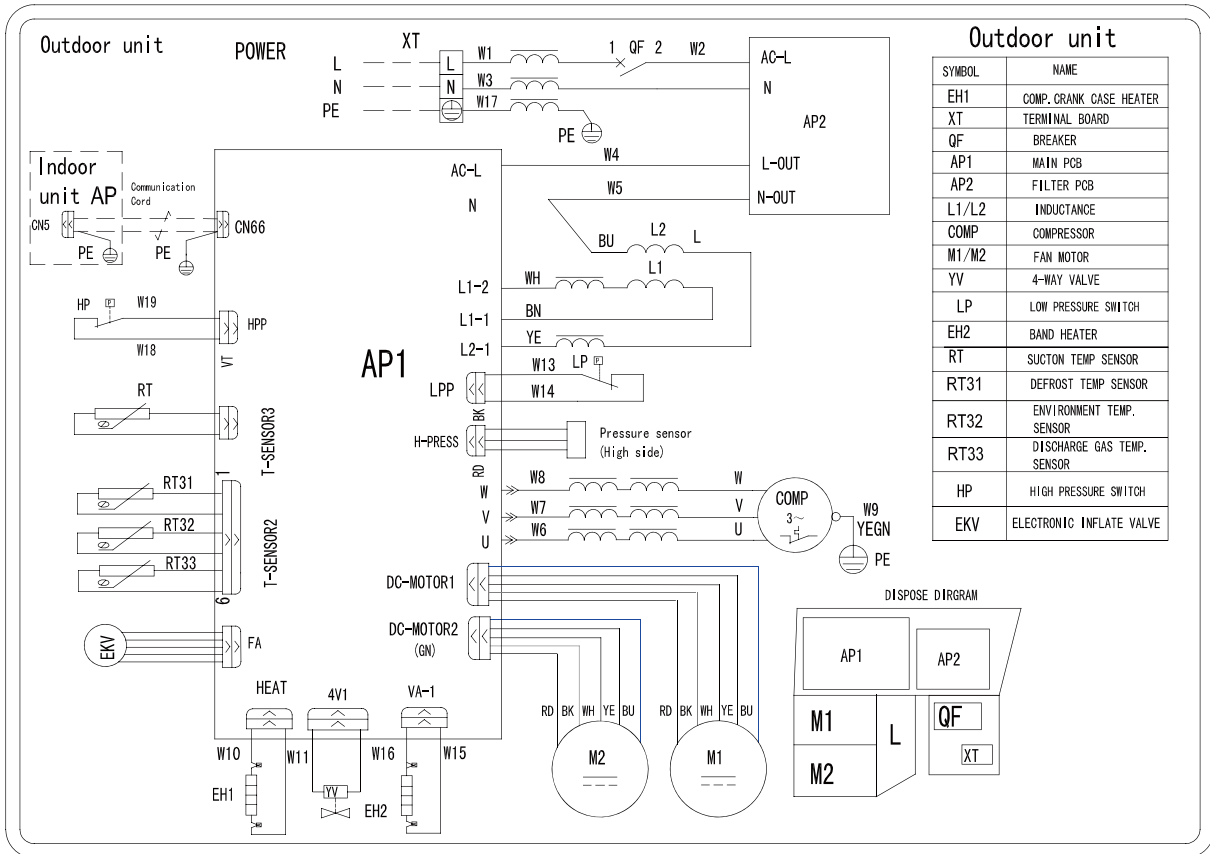 Outdoor unit
POWER
XT
L
N
PE
L
N
W1
W3
W17
PE
1 QF 2
W2
AC-L
N
AP2
L-OUT
N-OUT
W4
W5
Indoor
unit AP
Communication
Cord
CN5
CN66
PE
PE
AC-L
N
BU
L2
L
L1-2
WH
L1
L1-1
BN
L2-1
YE
HP
P
W19
HPP
W18
VT
AP1
LPP
W13
LP
P
W14
BK
RT
T-SENSOR3
H-PRESS
Pressure sensor
(High side)
RD
1
RT31
RT32
RT33
T-SENSOR2
6
W
V
U
W8
W7
W6
W
V
U
COMP
3~
W9
YEGN
PE
DC-MOTOR1
DC-MOTOR2
(GN)
EKV
FA
HEAT
4V1
VA-1
W10
W11
W16
W15
EH1
YV
EH2
RD BK WH YE BU
M2
RD BK WH YE BU
M1
Outdoor unit
SYMBOL NAME
EH1 COMP. CRANK CASE HEATER
XT TERMINAL BOARD
QF BREAKER
AP1 MAIN PCB
AP2 FILTER PCB
L1/L2 INDUCTANCE
COMP COMPRESSOR
M1/M2 FAN MOTOR
YV 4-WAY VALVE
LP LOW PRESSURE SWITCH
EH2 BAND HEATER
RT SUCTON TEMP SENSOR
RT31 DEFROST TEMP SENSOR
RT32 ENVIRONMENT TEMP.
SENSOR
RT33 DISCHARGE GAS TEMP.
SENSOR
HP HIGH PRESSURE SWITCH
EKV ELECTRONIC INFLATE VALVE
DISPOSE DIRGRAM
AP1
AP2
M1
M2
L
QF
XT